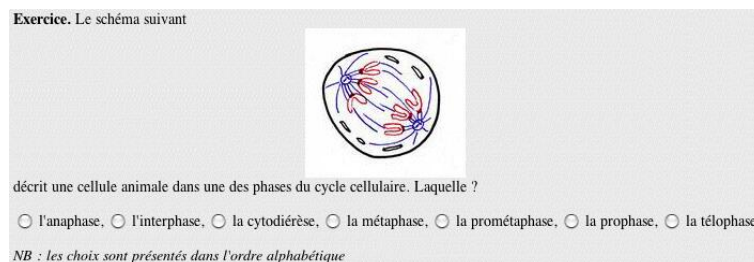 Exercice. Le schéma suivant
décrit une cellule animale dans une des phases du cycle cellulaire. Laquelle ?
l'anaphase, l'interphase, la cytodiérèse, la métaphase, la prométaphase, la prophase, la télophase
NB : les choix sont présentés dans l'ordre alphabétique